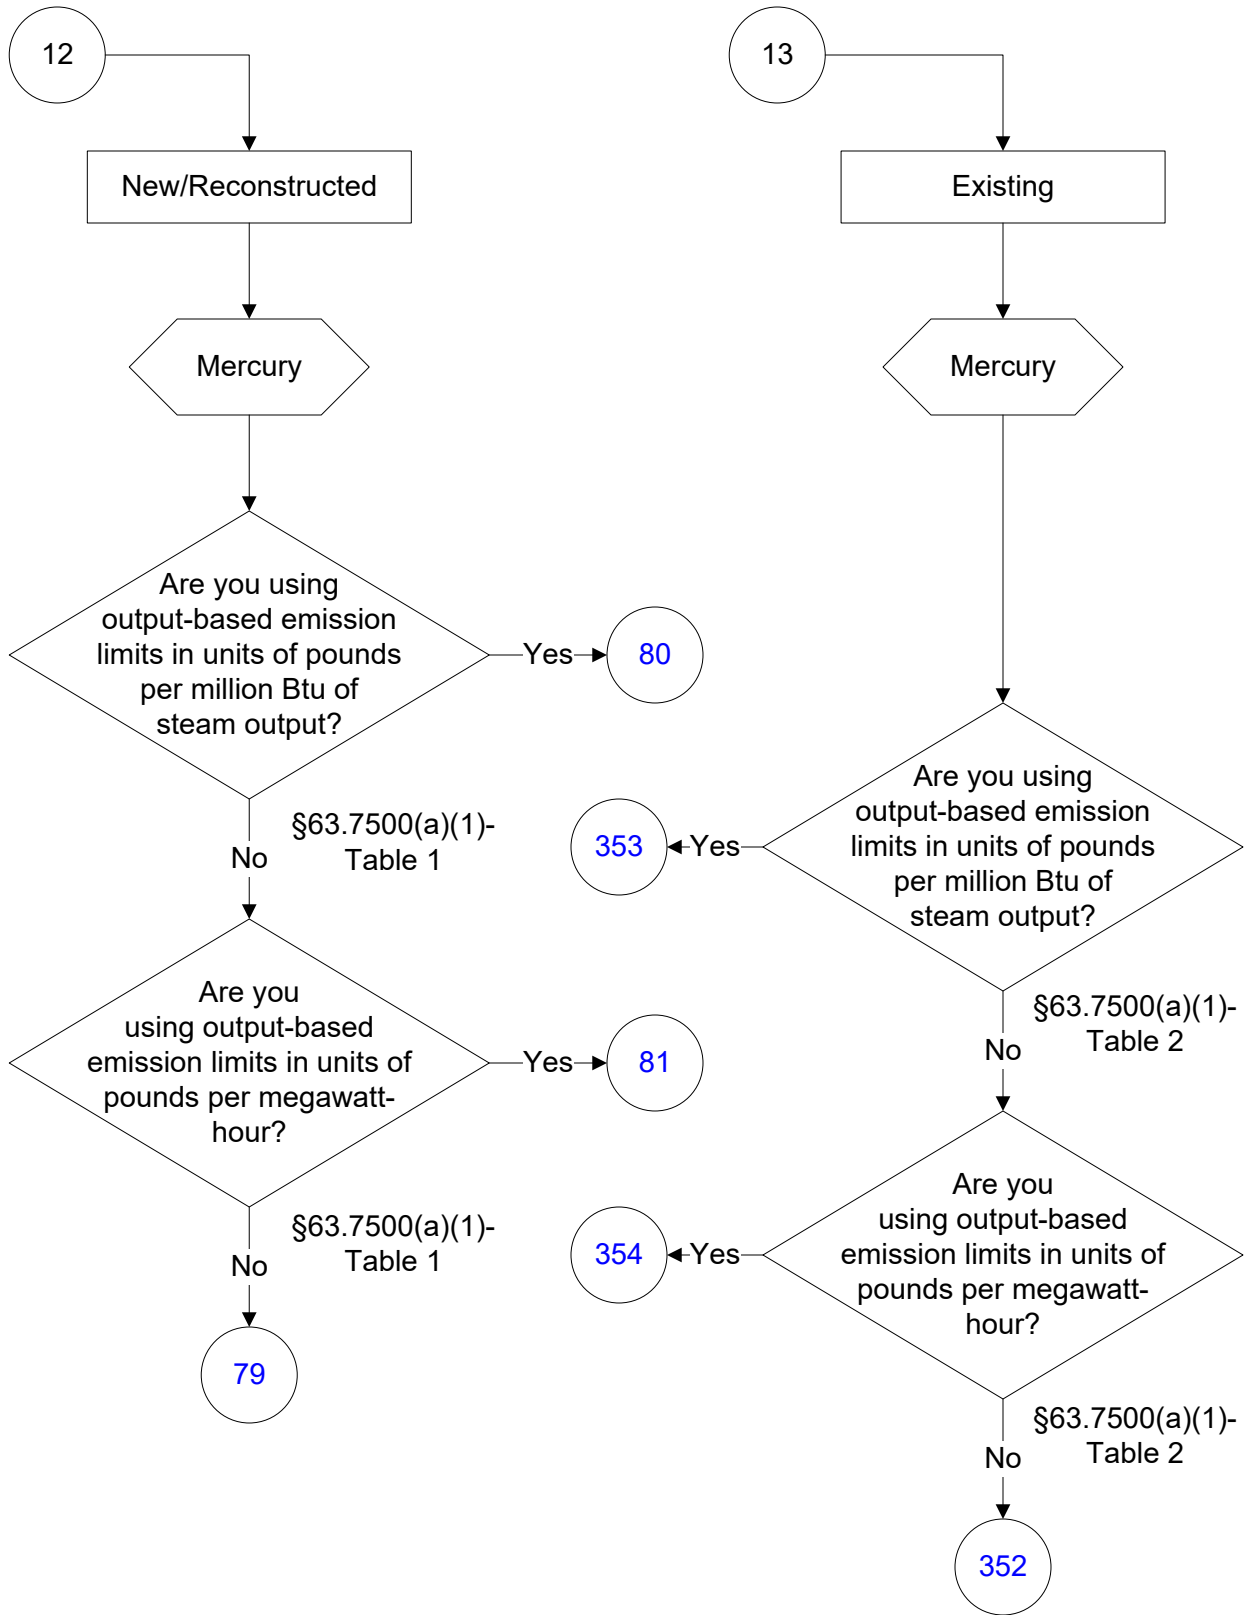 12
New/Reconstructed
Mercury
Are you using
output-based emission
limits in units of pounds
per million Btu of
steam output?
Yes
80
No
§63.7500(a)(1)-
Table 1
Are you
using output-based
emission limits in units of
pounds per megawatt-
hour?
Yes
81
No
§63.7500(a)(1)-
Table 1
79
13
Existing
Mercury
Are you using
output-based emission
limits in units of pounds
per million Btu of
steam output?
Yes
353
No
§63.7500(a)(1)-
Table 2
Are you
using output-based
emission limits in units of
pounds per megawatt-
hour?
Yes
354
No
§63.7500(a)(1)-
Table 2
352